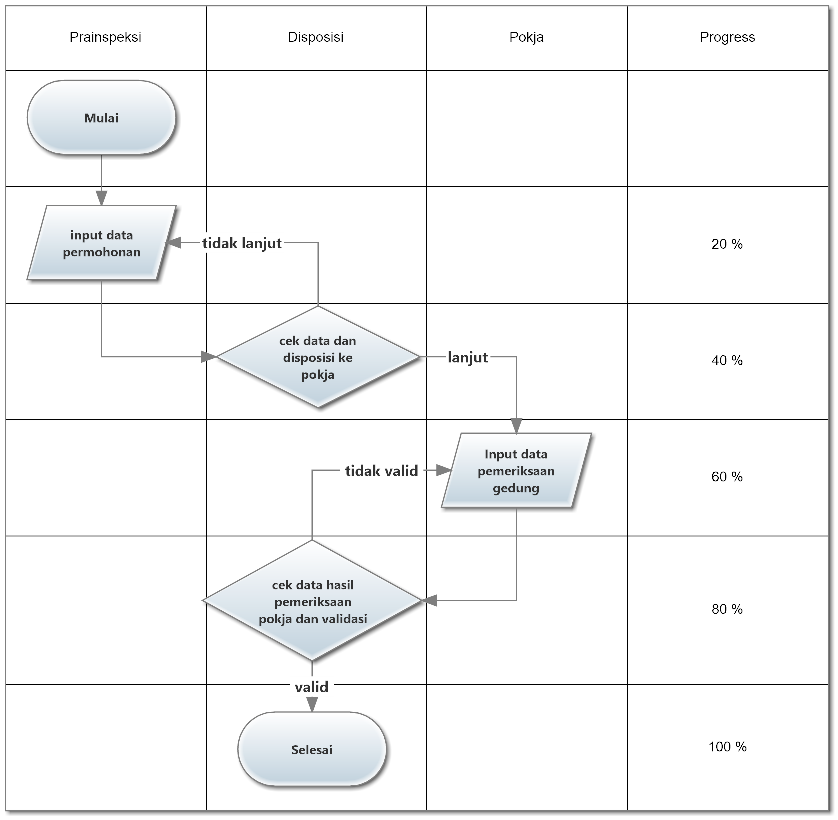 Prainspeksi
Disposisi
Pokja
Progress
Mulai
input data
permohonan
tidak lanjut
20 %
cek data dan
disposisi ke
pokja
lanjut
40 %
Input data
pemeriksaan
gedung
tidak valid
60 %
cek data hasil
pemeriksaan
pokja dan validasi
80 %
valid
Selesai
100 %